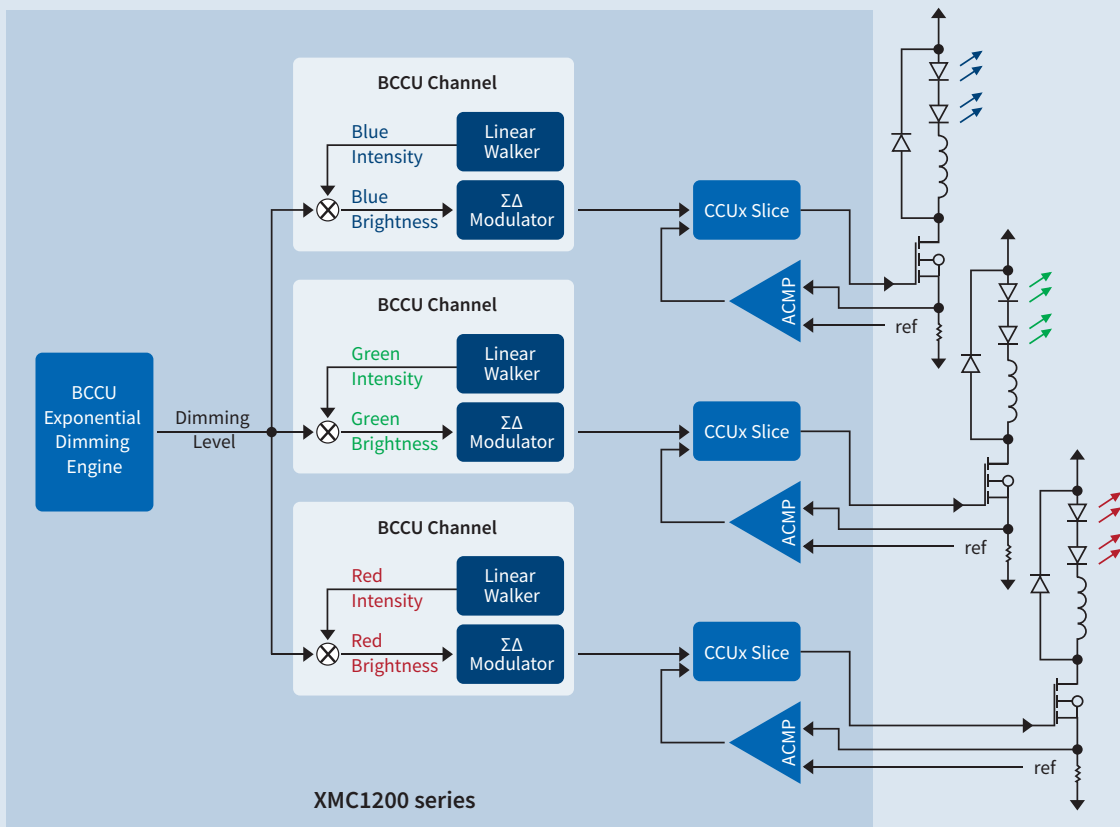 BCCU
Exponential
Dimming
Engine
Dimming
Level
BCCU Channel
Blue
Intensity
Linear
Walker
Blue
Brightness
ΣΔ
Modulator
CCUx Slice
ACMP
ref
BCCU Channel
Green
Intensity
Linear
Walker
Green
Brightness
ΣΔ
Modulator
CCUx Slice
ACMP
ref
BCCU Channel
Red
Intensity
Linear
Walker
Red
Brightness
ΣΔ
Modulator
CCUx Slice
ACMP
ref
XMC1200 series